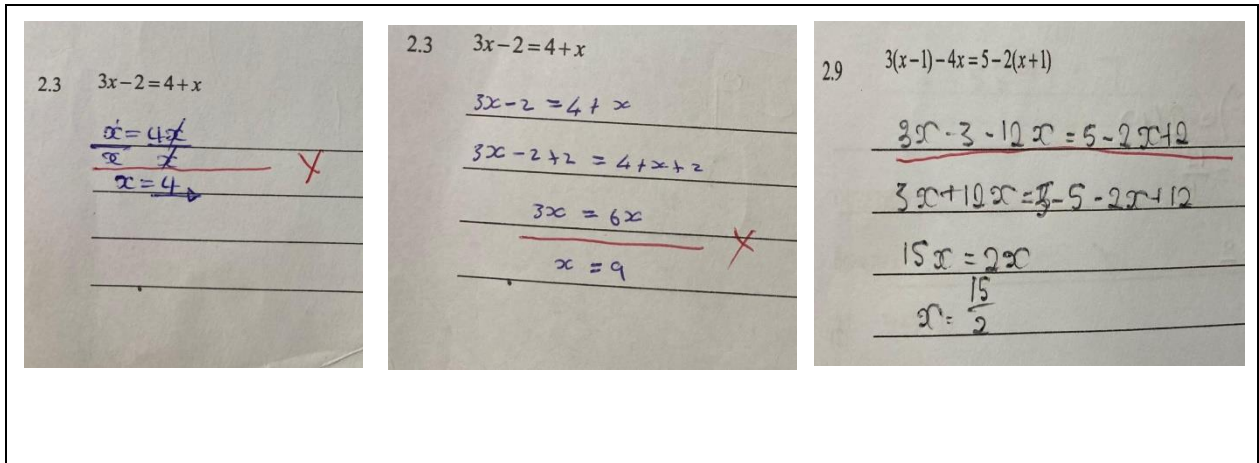 2.3 3x – 2 = 4 + x
x = 4x
x x
x = 4
2.3 3x – 2 = 4 + x
3x – 2 = 4 + x
3x – 2 + 2 = 4 + x + 2
3x = 6x
x = 9
2.9 3(x – 1) – 4x = 5 – 2(x + 1)
3x - 3 - 12x = 5 - 2x + 2
3x + 12x = 3 - 5 - 2x + 12
15x = 2x
x = 15/2